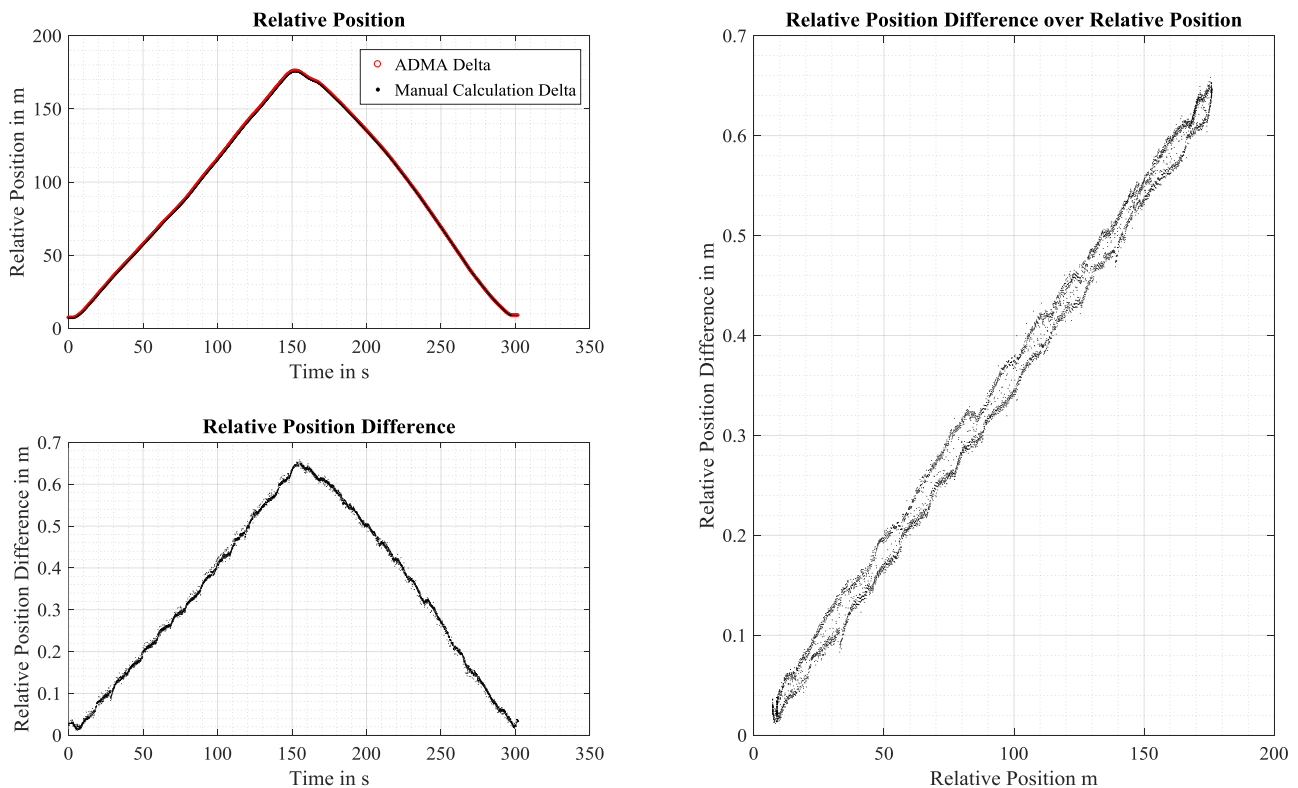 Relative Position
200
150
100
50
0
0 50 100 150 200 250 300 350
Relative Position in m
Time in s
ADMA Delta
Manual Calculation Delta
Relative Position Difference
0.7
0.6
0.5
0.4
0.3
0.2
0.1
0
0 50 100 150 200 250 300 350
Relative Position Difference in m
Time in s
Relative Position Difference over Relative Position
0.7
0.6
0.5
0.4
0.3
0.2
0.1
0
0 50 100 150 200
Relative Position Difference in m
Relative Position m